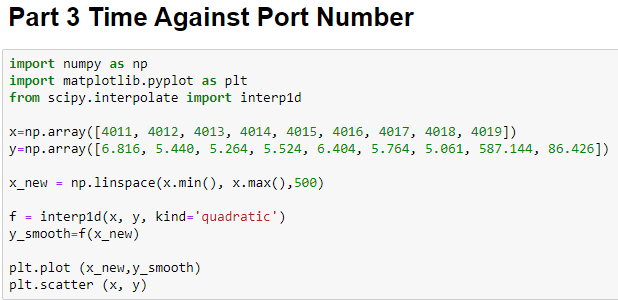 Part 3 Time Against Port Number
import numpy as np
import matplotlib.pyplot as plt
from scipy.interpolate import interp1d
x=np.array([4011, 4012, 4013, 4014, 4015, 4016, 4017, 4018, 4019])
y=np.array([6.816, 5.440, 5.264, 5.524, 6.404, 5.764, 5.061, 587.144, 86.426])
x_new = np.linspace(x.min(), x.max(),500)
f = interp1d(x, y, kind='quadratic')
y_smooth=f(x_new)
plt.plot (x_new,y_smooth)
plt.scatter (x, y)